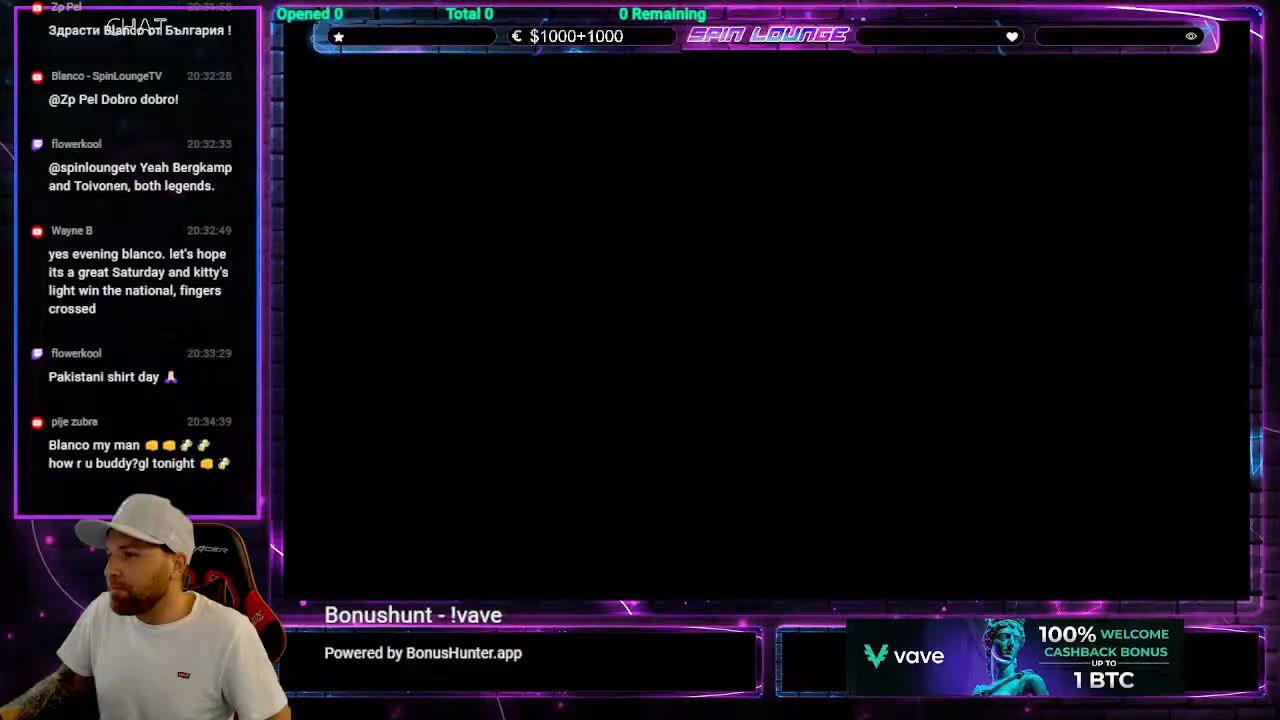 Opened 0
Total 0
0 Remaining
$1000+1000
SPIN LOUNGE
CHAT
Zp Pel 20:31:58
Здрасти Blanco от България !
Blanco - SpinLoungeTV 20:32:28
@Zp Pel Dobro dobro!
flowerkool 20:32:33
@spinloungetv Yeah Bergkamp
and Toivonen, both legends.
Wayne B 20:32:49
yes evening blanco. let's hope
its a great Saturday and kitty's
light win the national, fingers
crossed
flowerkool 20:33:29
Pakistani shirt day 🙏🏻
pije zubra 20:34:39
Blanco my man 👊 👊 💸 💸
how r u buddy?gl tonight 👊 💸
Bonushunt - !vave
Powered by BonusHunter.app
vave
100% WELCOME
CASHBACK BONUS
UP TO
1 BTC